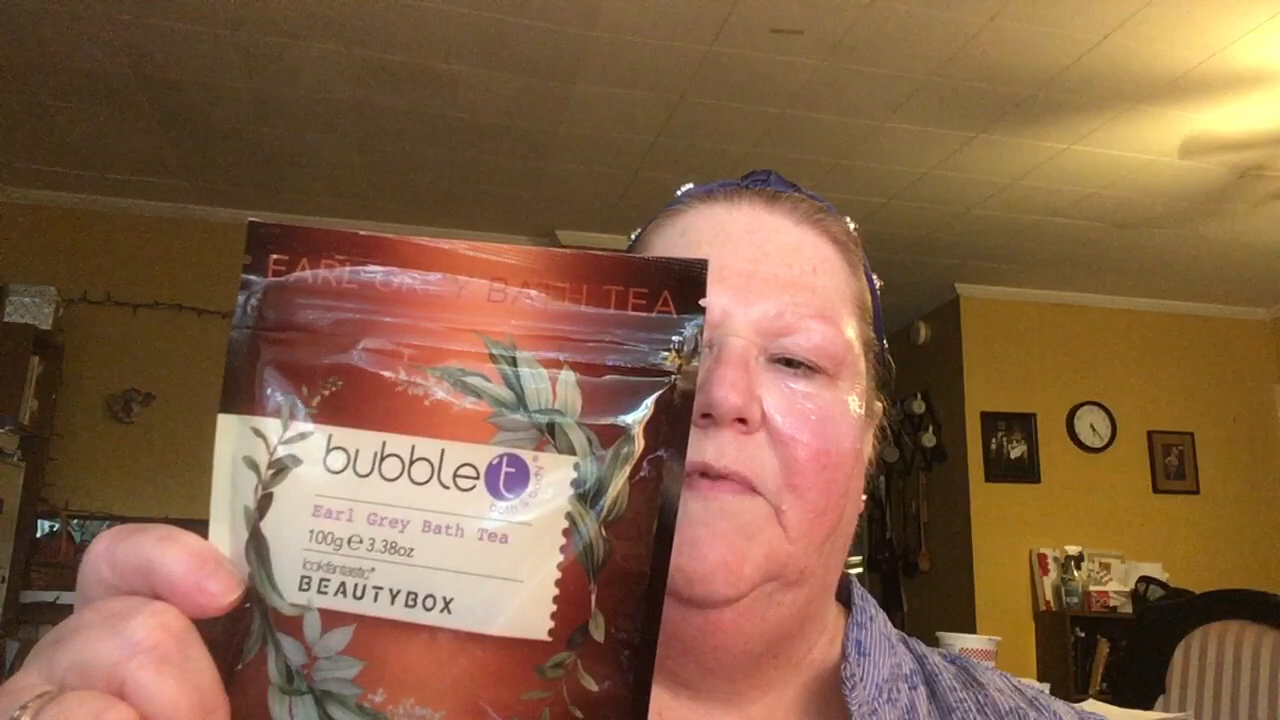 EARL GREY BATH TEA
bubble t
bath & body®
Earl Grey Bath Tea
100g e 3.38oz
lookfantastic®
BEAUTYBOX